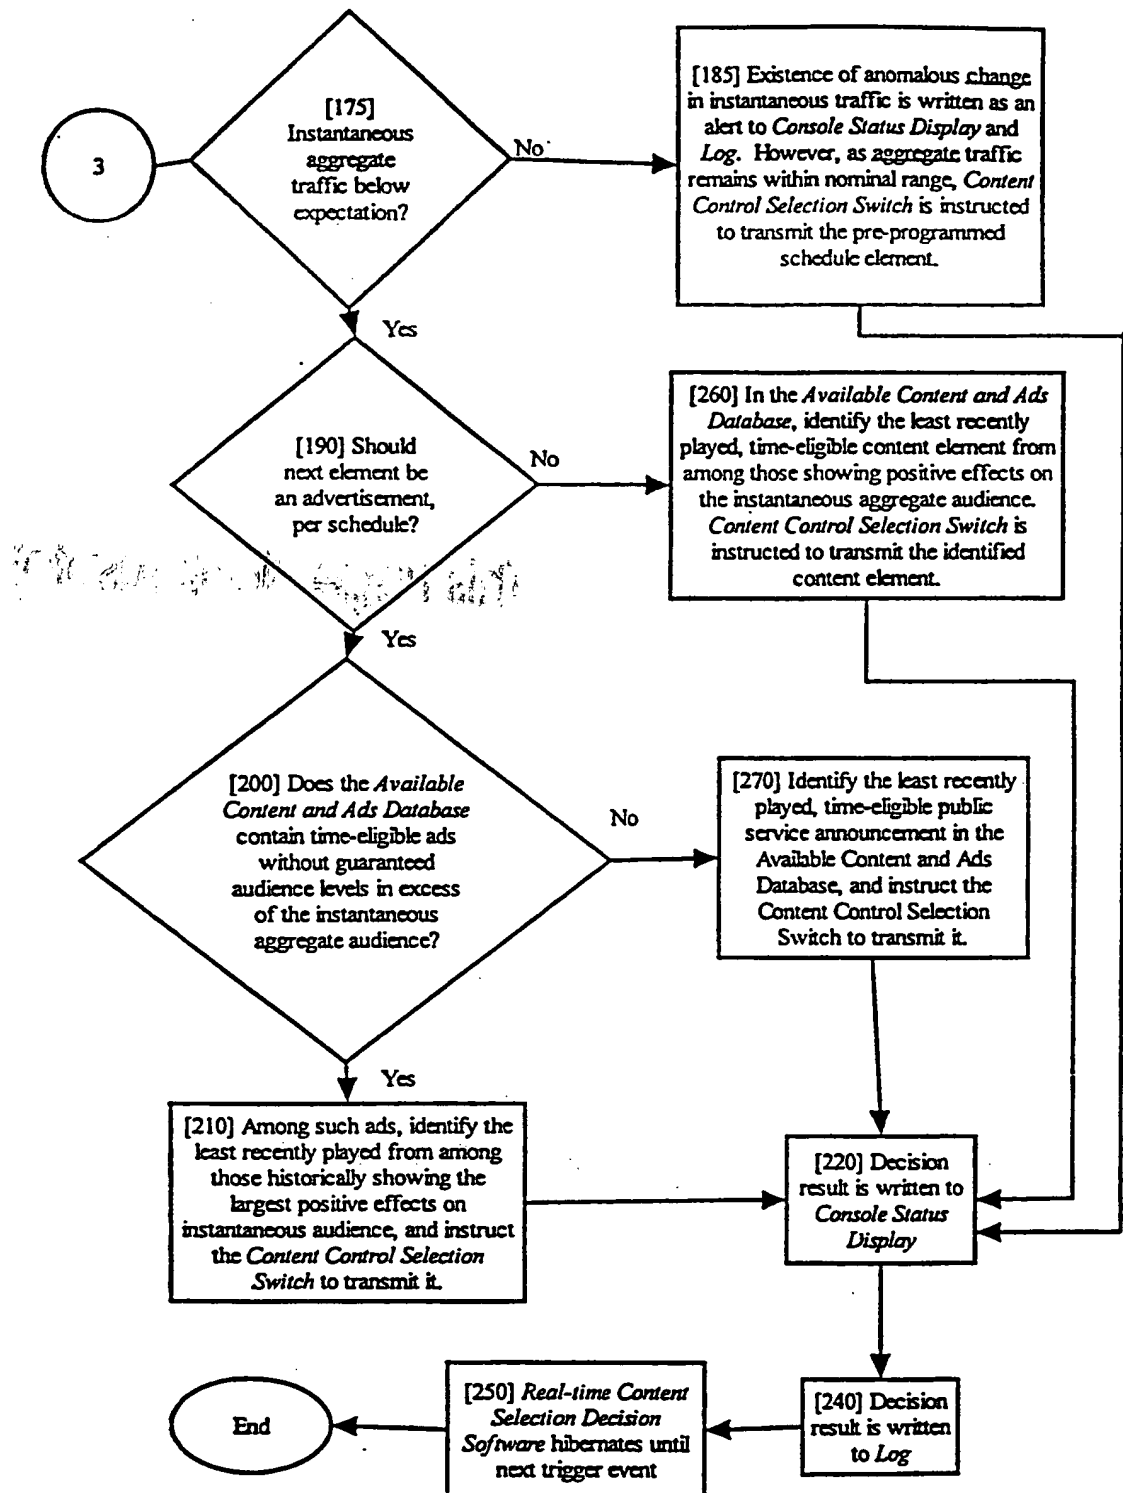 3
[175]
Instantaneous
aggregate
traffic below
expectation?
No
[185] Existence of anomalous change
in instantaneous traffic is written as an
alert to Console Status Display and
Log. However, as aggregate traffic
remains within nominal range, Content
Control Selection Switch is instructed
to transmit the pre-programmed
schedule element.
Yes
[190] Should
next element be
an advertisement,
per schedule?
No
[260] In the Available Content and Ads
Database, identify the least recently
played, time-eligible content element from
among those showing positive effects on
the instantaneous aggregate audience.
Content Control Selection Switch is
instructed to transmit the identified
content element.
Yes
[200] Does the Available
Content and Ads Database
contain time-eligible ads
without guaranteed
audience levels in excess
of the instantaneous
aggregate audience?
No
[270] Identify the least recently
played, time-eligible public
service announcement in the
Available Content and Ads
Database, and instruct the
Content Control Selection
Switch to transmit it.
Yes
[210] Among such ads, identify the
least recently played from among
those historically showing the
largest positive effects on
instantaneous audience, and instruct
the Content Control Selection
Switch to transmit it.
[220] Decision
result is written to
Console Status
Display
[240] Decision
result is written
to Log
[250] Real-time Content
Selection Decision
Software hibernates until
next trigger event
End